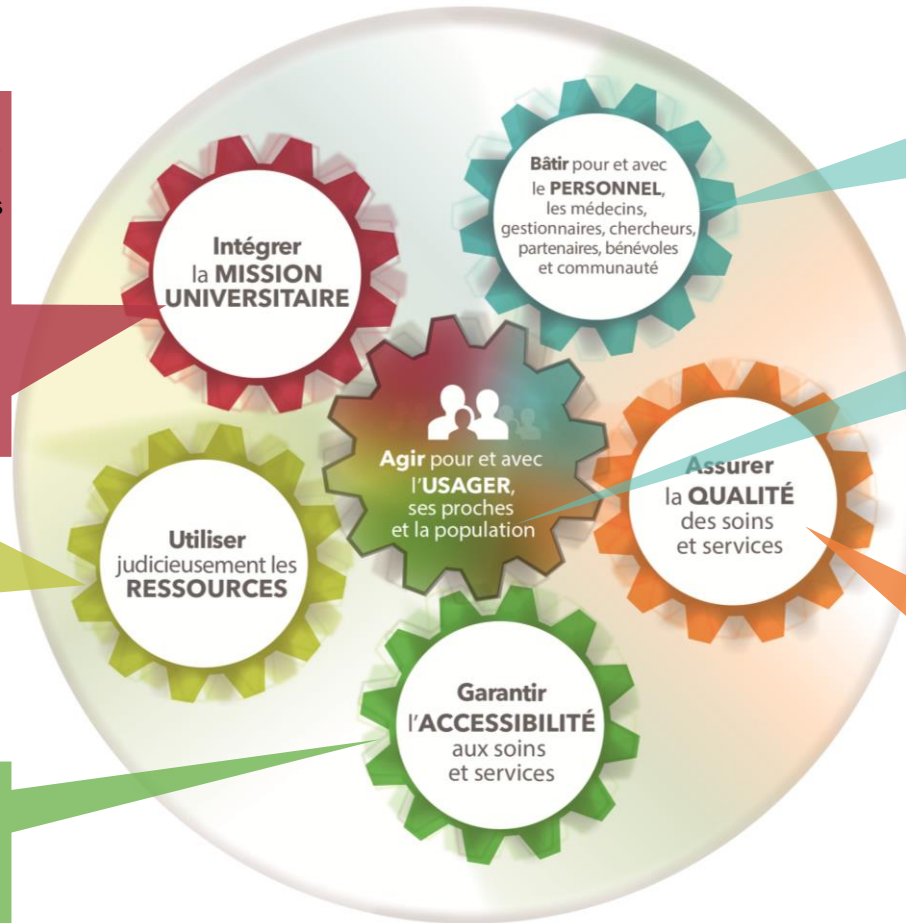 Bâtir pour et avec
le PERSONNEL,
les médecins,
gestionnaires, chercheurs,
partenaires, bénévoles
et communauté
Intégrer
la MISSION
UNIVERSITAIRE
Agir pour et avec
l'USAGER,
ses proches
et la population
Assurer
la QUALITÉ
des soins
et services
Utiliser
judicieusement les
RESSOURCES
Garantir
l'ACCESSIBILITÉ
aux soins
et services